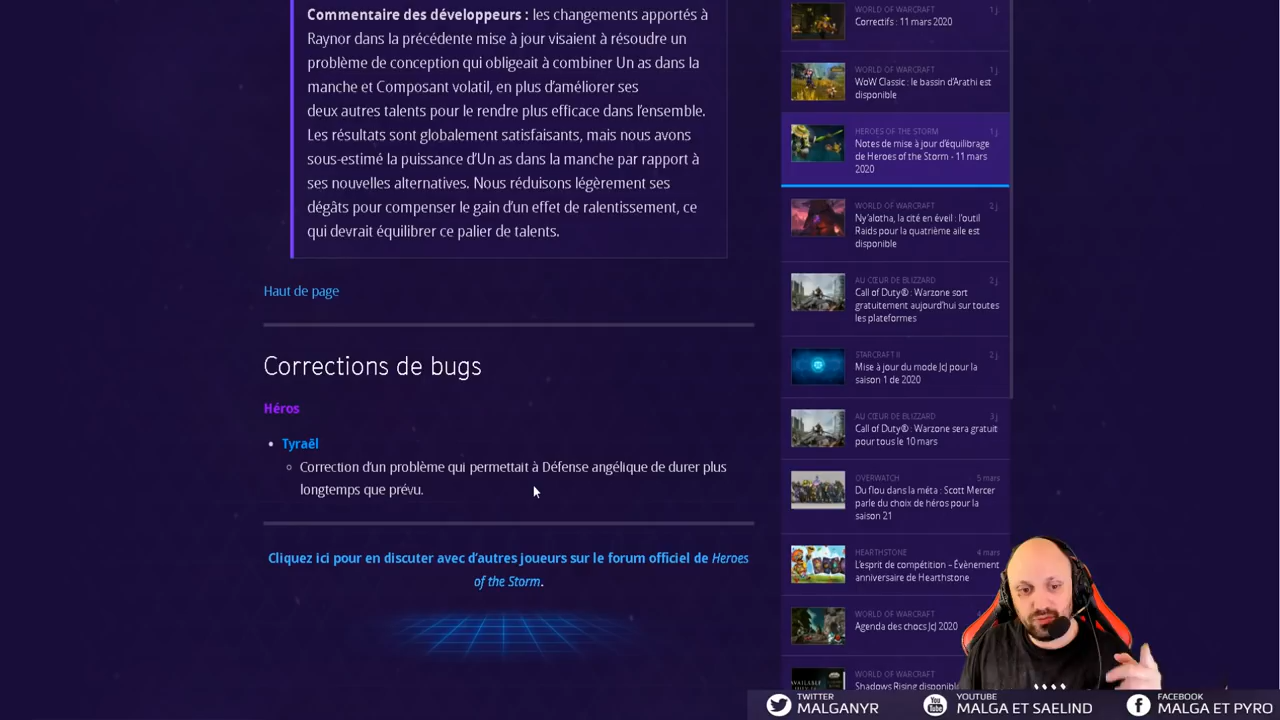 Commentaire des développeurs : les changements apportés à
Raynor dans la précédente mise à jour visaient à résoudre un
problème de conception qui obligeait à combiner Un as dans la
manche et Composant volatil, en plus d'améliorer ses
deux autres talents pour le rendre plus efficace dans l'ensemble.
Les résultats sont globalement satisfaisants, mais nous avons
sous-estimé la puissance d'Un as dans la manche par rapport à
ses nouvelles alternatives. Nous réduisons légèrement ses
dégâts pour compenser le gain d'un effet de ralentissement, ce
qui devrait équilibrer ce palier de talents.
Haut de page
Corrections de bugs
Héros
Tyraël
Correction d'un problème qui permettait à Défense angélique de durer plus
longtemps que prévu.
Cliquez ici pour en discuter avec d'autres joueurs sur le forum officiel de Heroes
of the Storm.
WORLD OF WARCRAFT 1 j.
Correctifs : 11 mars 2020
WORLD OF WARCRAFT 1 j.
WoW Classic : le bassin d'Arathi est
disponible
HEROES OF THE STORM 1 j.
Notes de mise à jour d'équilibrage
de Heroes of the Storm - 11 mars
2020
WORLD OF WARCRAFT 2 j.
Ny'alotha, la cité en éveil : l'outil
Raids pour la quatrième aile est
disponible
AU CŒUR DE BLIZZARD 2 j.
Call of Duty® : Warzone sort
gratuitement aujourd'hui sur toutes
les plateformes
STARCRAFT II 2 j.
Mise à jour du mode JcJ pour la
saison 1 de 2020
AU CŒUR DE BLIZZARD 3 j.
Call of Duty® : Warzone sera gratuit
pour tous le 10 mars
OVERWATCH 5 mars
Du flou dans la méta : Scott Mercer
parle du choix de héros pour la
saison 21
HEARTHSTONE 4 mars
L'esprit de compétition – Évènement
anniversaire de Hearthstone
WORLD OF WARCRAFT
Agenda des chocs JcJ 2020
WORLD OF WARCRAFT
Shadows Rising
TWITTER
MALGANYR
YOUTUBE
MALGA ET SAELIND
FACEBOOK
MALGA ET PYRO